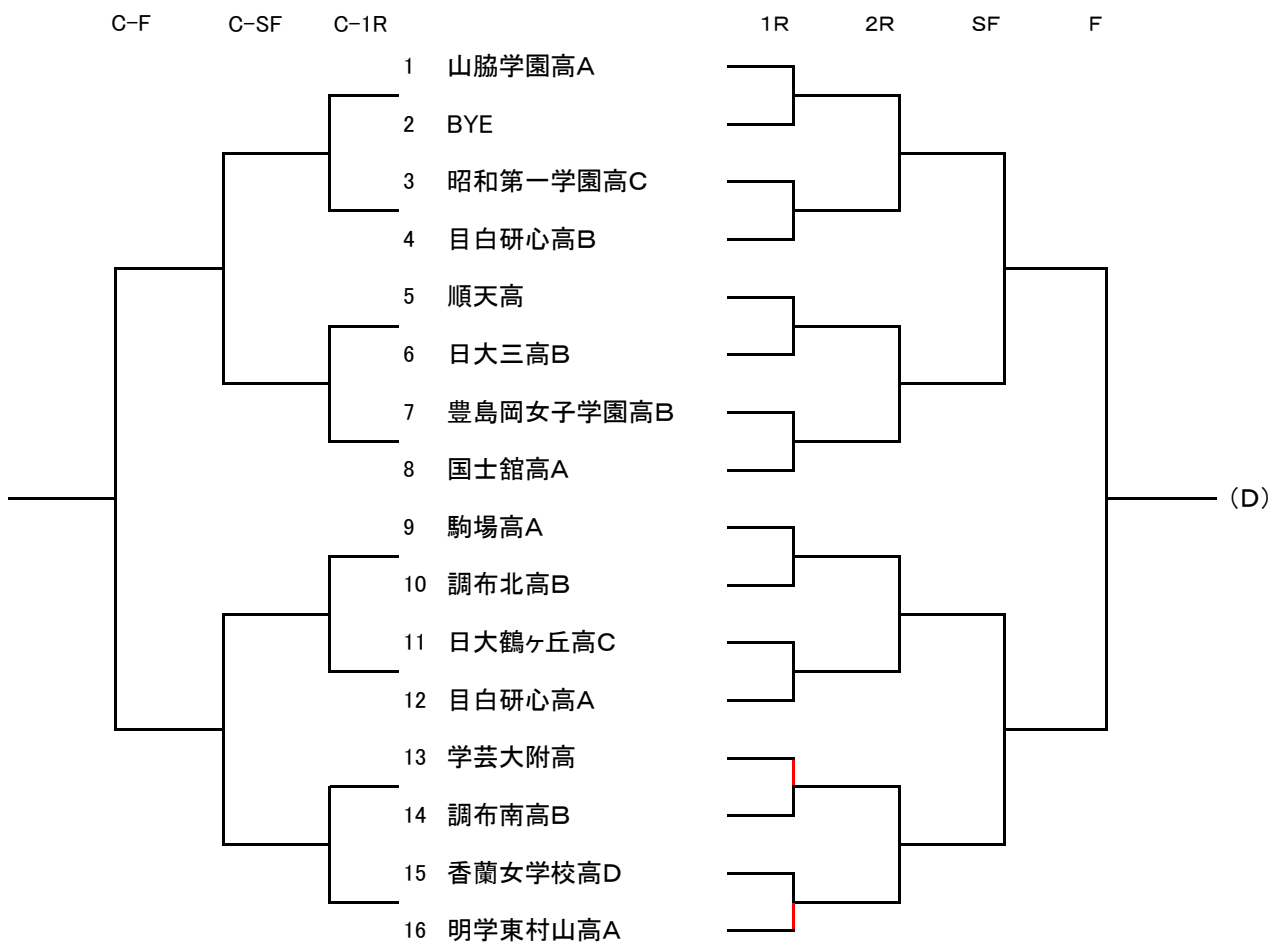 C-F C-SF C-1R 1R 2R SF F
1 山脇学園高A
2 BYE
3 昭和第一学園高C
4 目白研心高B
5 順天高
6 日大三高B
7 豊島岡女子学園高B
8 国士舘高A
(D)
9 駒場高A
10 調布北高B
11 日大鶴ヶ丘高C
12 目白研心高A
13 学芸大附高
14 調布南高B
15 香蘭女学校高D
16 明学東村山高A